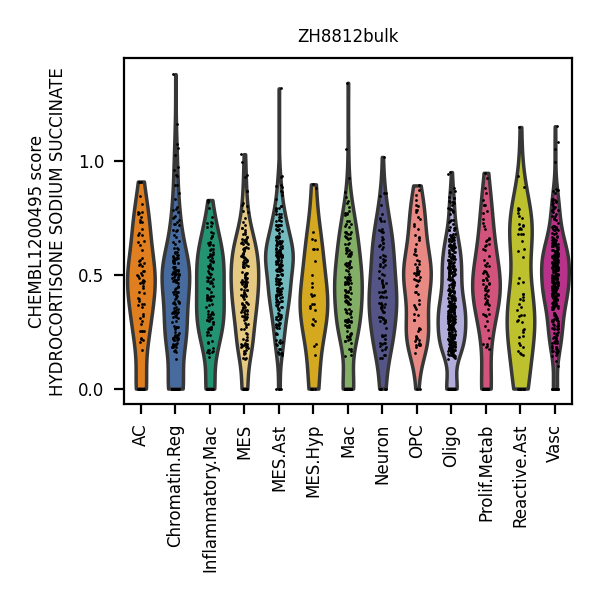 ZH8812bulk
CHEMBL1200495 score
HYDROCORTISONE SODIUM SUCCINATE
1.0
0.5
0.0
AC
Chromatin.Reg
Inflammatory.Mac
MES
MES.Ast
MES.Hyp
Mac
Neuron
OPC
Oligo
Prolif.Metab
Reactive.Ast
Vasc